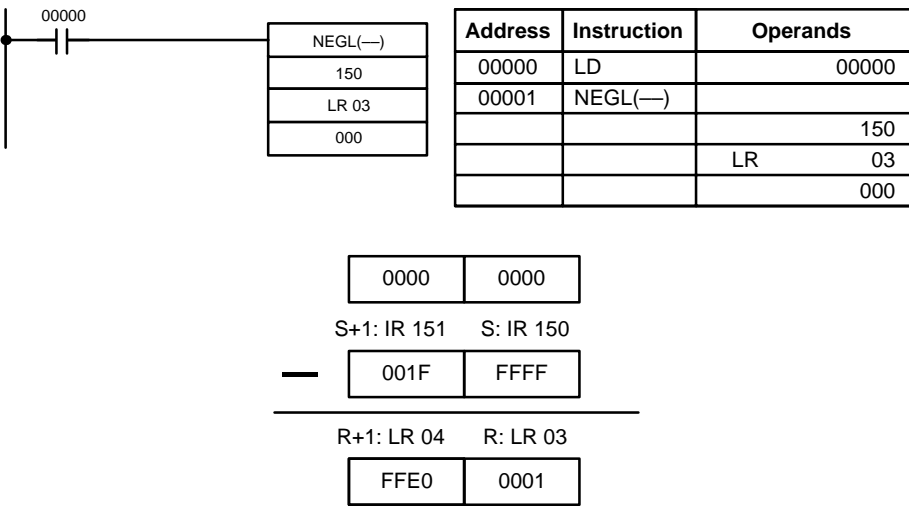 00000
NEGL(––)
150
LR 03
000
Address Instruction Operands
00000 LD 00000
00001 NEGL(––)
150
LR 03
000
0000 0000
S+1: IR 151 S: IR 150
— 001F FFFF
R+1: LR 04 R: LR 03
FFE0 0001